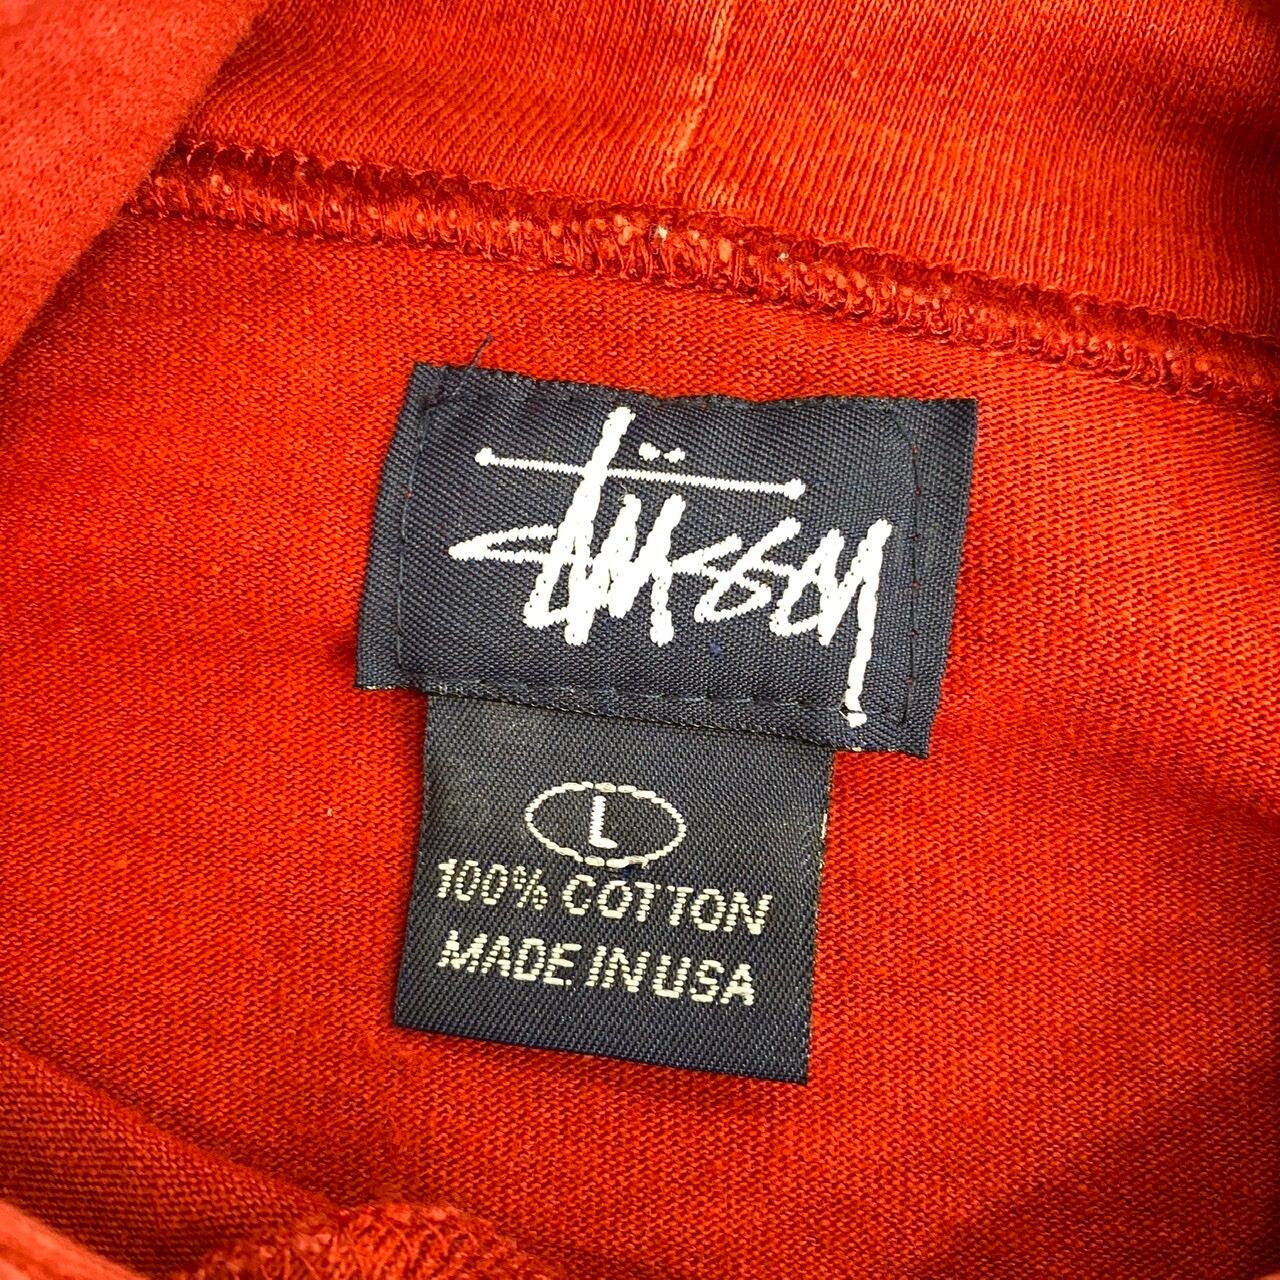 Stüssy
L
100% COTTON
MADE IN USA